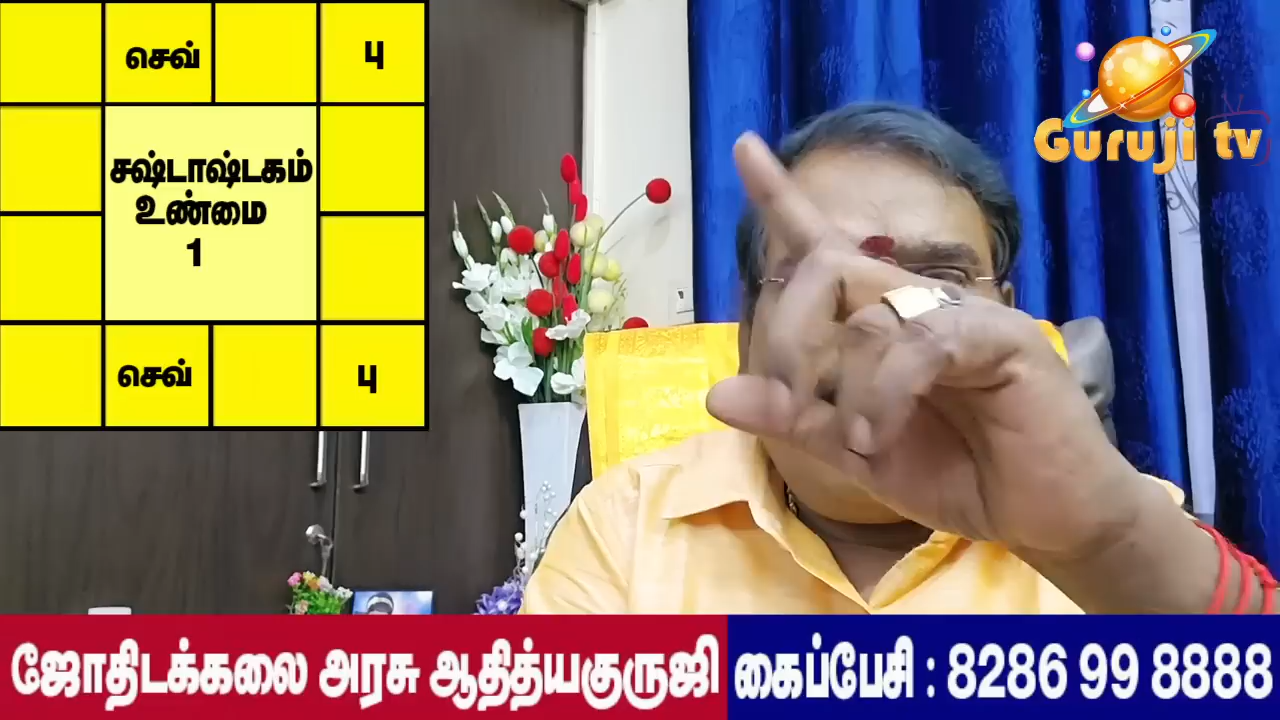 செவ்
பு
சஷ்டாஷ்டகம்
உண்மை
1
செவ்
பு
Guruji tv
ஜோதிடக்கலை அரசு ஆதித்யகுருஜி
கைப்பேசி : 8286 99 8888